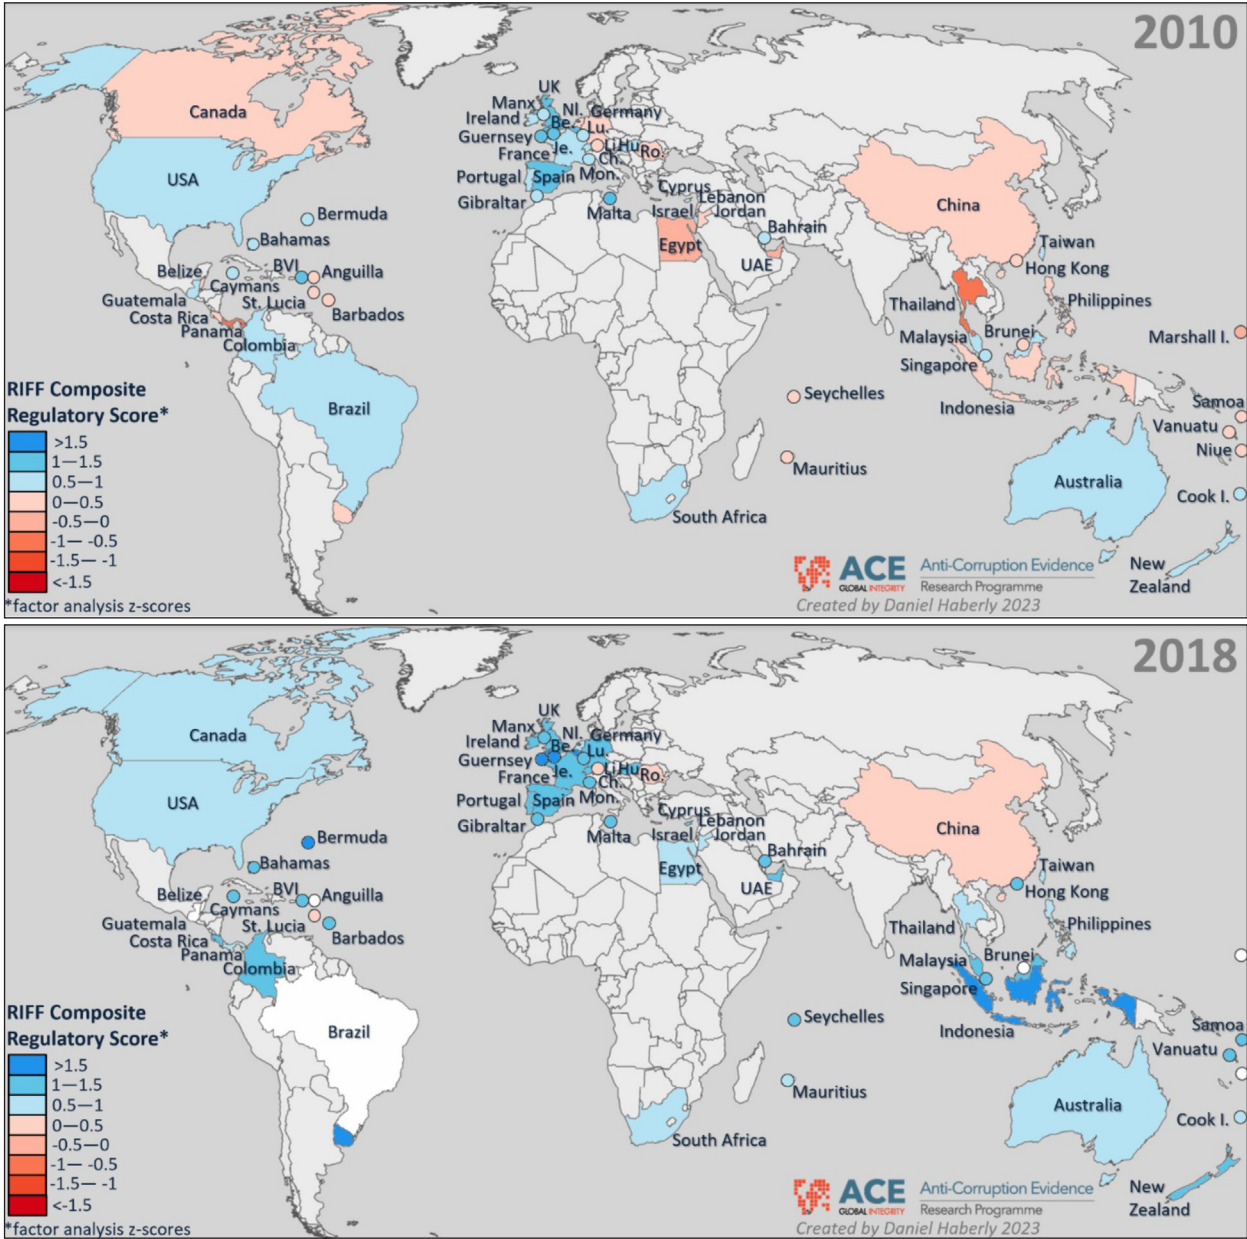 2010
Canada
USA
Bermuda
Bahamas
Belize
BVI
Anguilla
Caymans
Guatemala
St. Lucia
Costa Rica
Barbados
Panama
Colombia
Brazil
UK
Manx
Nl.
Germany
Ireland
Be.
Lu.
Guernsey
Je.
Li.
Hu.
Ro.
France
Ch.
Portugal
Spain
Mon.
Gibraltar
Malta
Cyprus
Lebanon
Israel
Jordan
Egypt
Bahrain
UAE
China
Taiwan
Hong Kong
Thailand
Philippines
Malaysia
Brunei
Marshall I.
Singapore
Indonesia
Seychelles
Mauritius
Samoa
Vanuatu
Niue
Australia
Cook I.
South Africa
New
Zealand
RIFF Composite
Regulatory Score*
>1.5
1—1.5
0.5—1
0—0.5
-0.5—0
-1— -0.5
-1.5— -1
<-1.5
*factor analysis z-scores
ACE
GLOBAL INTEGRITY
Anti-Corruption Evidence
Research Programme
Created by Daniel Haberly 2023
2018
Canada
USA
Bermuda
Bahamas
Belize
BVI
Anguilla
Caymans
Guatemala
St. Lucia
Costa Rica
Barbados
Panama
Colombia
Brazil
UK
Manx
Nl.
Germany
Ireland
Be.
Lu.
Guernsey
Je.
Li.
Hu.
Ro.
France
Ch.
Portugal
Spain
Mon.
Gibraltar
Malta
Cyprus
Lebanon
Israel
Jordan
Egypt
Bahrain
UAE
China
Taiwan
Hong Kong
Thailand
Philippines
Malaysia
Brunei
Singapore
Indonesia
Seychelles
Mauritius
Samoa
Vanuatu
Australia
Cook I.
South Africa
New
Zealand
RIFF Composite
Regulatory Score*
>1.5
1—1.5
0.5—1
0—0.5
-0.5—0
-1— -0.5
-1.5— -1
<-1.5
*factor analysis z-scores
ACE
GLOBAL INTEGRITY
Anti-Corruption Evidence
Research Programme
Created by Daniel Haberly 2023